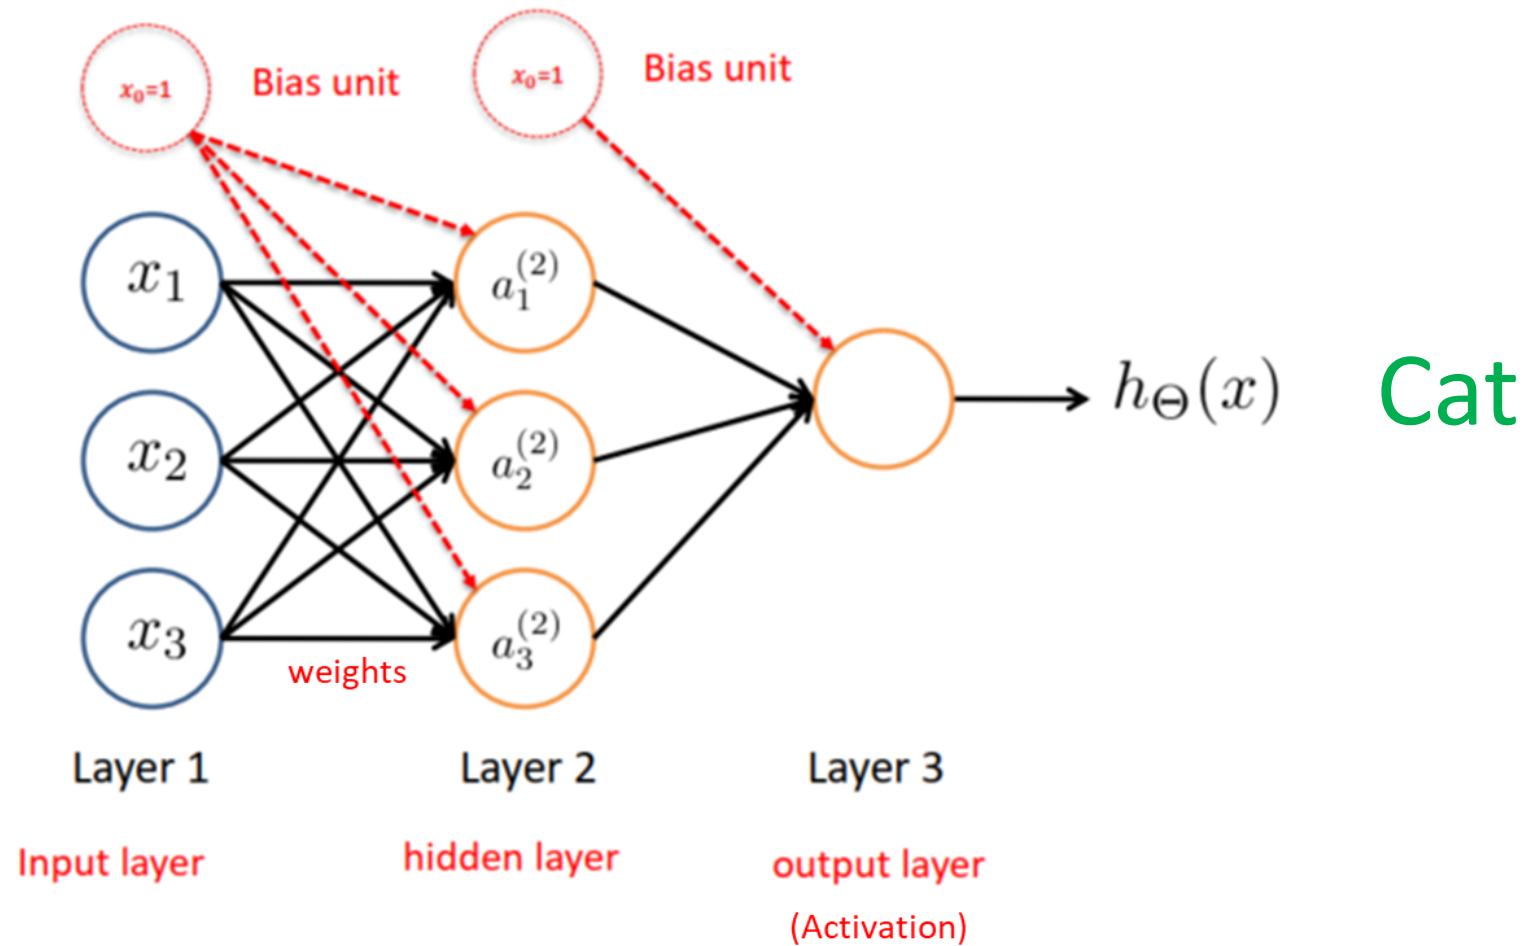 x₀=1 Bias unit
x₀=1 Bias unit
x₁
x₂
x₃
a₁⁽²⁾
a₂⁽²⁾
a₃⁽²⁾
weights
h_Θ(x)
Cat
Layer 1
Layer 2
Layer 3
Input layer
hidden layer
output layer
(Activation)